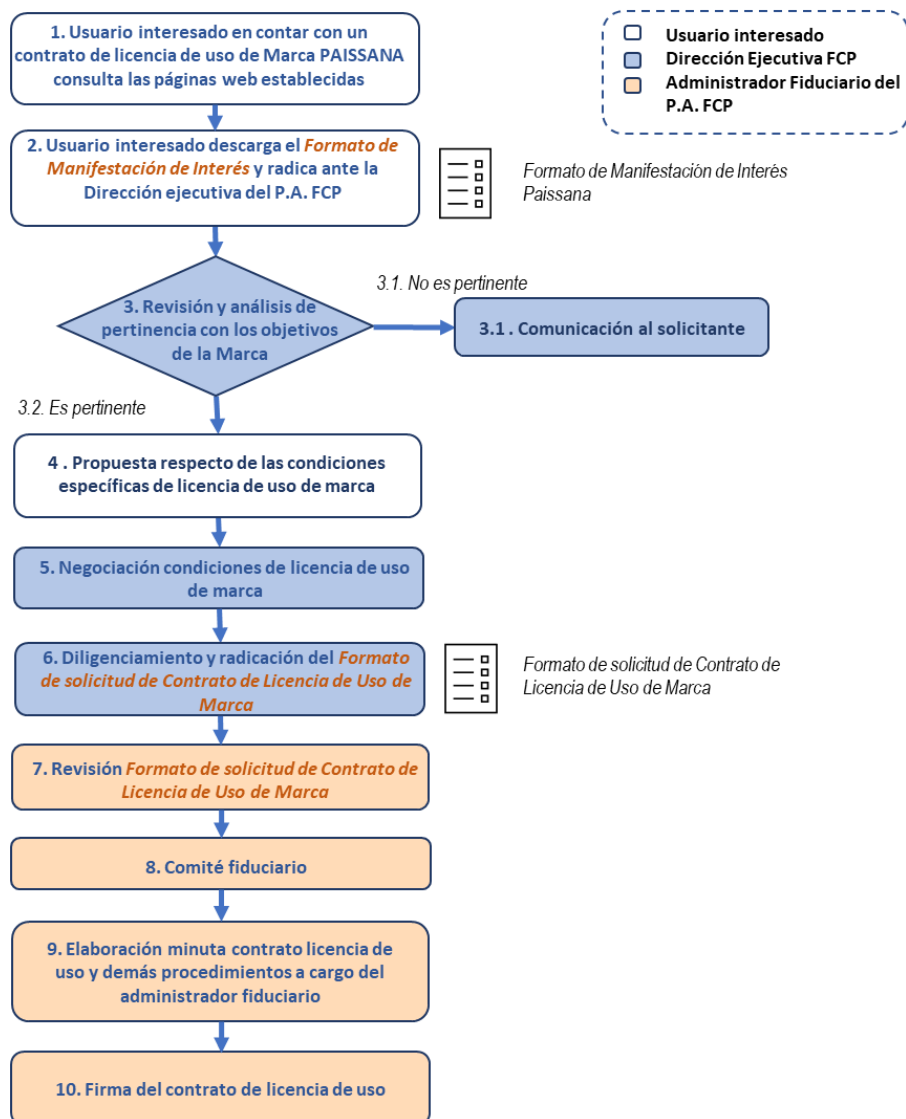 1. Usuario interesado en contar con un
contrato de licencia de uso de Marca PAISSANA
consulta las páginas web establecidas
Usuario interesado
Dirección Ejecutiva FCP
Administrador Fiduciario del
P.A. FCP
2. Usuario interesado descarga el Formato de
Manifestación de Interés y radica ante la
Dirección ejecutiva del P.A. FCP
Formato de Manifestación de Interés
Paissana
3. Revisión y análisis de
pertinencia con los objetivos
de la Marca
3.1. No es pertinente
3.1 . Comunicación al solicitante
3.2. Es pertinente
4 . Propuesta respecto de las condiciones
específicas de licencia de uso de marca
5. Negociación condiciones de licencia de uso
de marca
6. Diligenciamiento y radicación del Formato
de solicitud de Contrato de Licencia de Uso de
Marca
Formato de solicitud de Contrato de
Licencia de Uso de Marca
7. Revisión Formato de solicitud de Contrato de
Licencia de Uso de Marca
8. Comité fiduciario
9. Elaboración minuta contrato licencia de
uso y demás procedimientos a cargo del
administrador fiduciario
10. Firma del contrato de licencia de uso